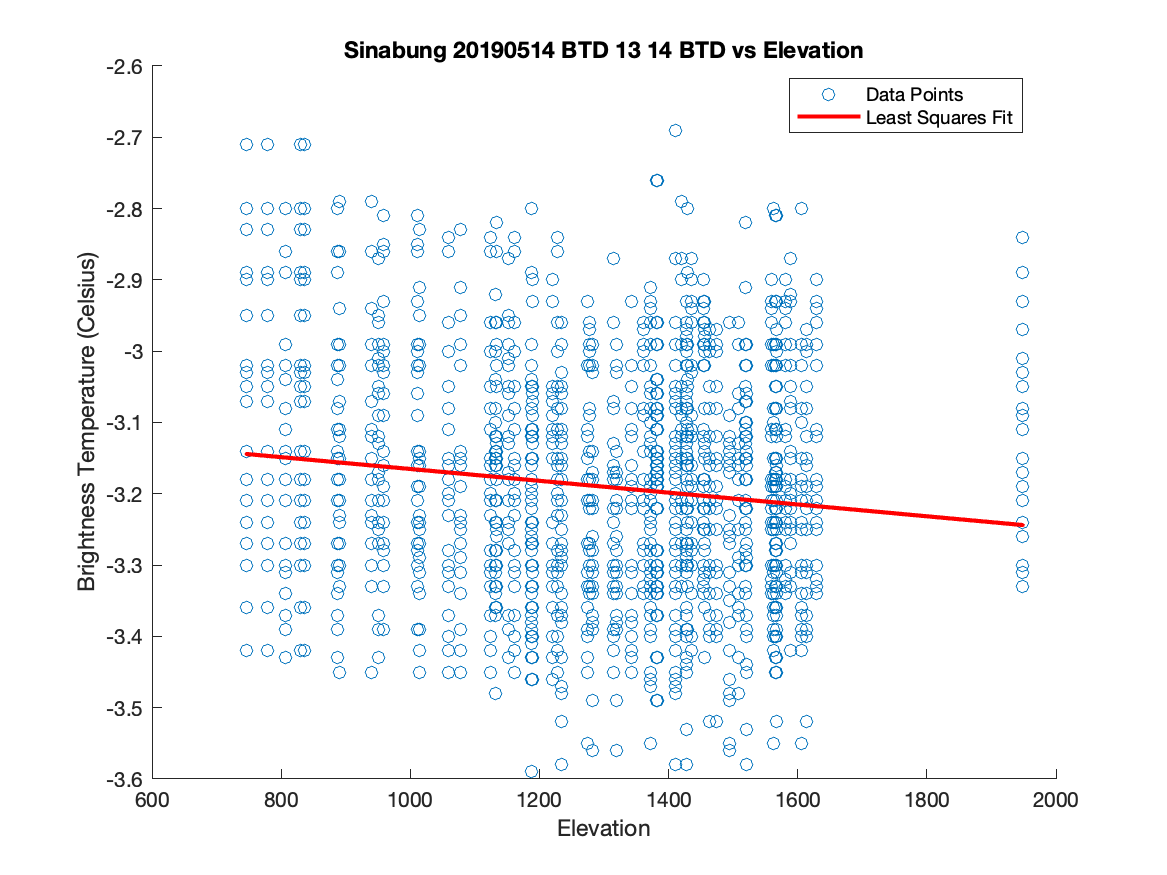 Sinabung 20190514 BTD 13 14 BTD vs Elevation
Data Points
Least Squares Fit
Brightness Temperature (Celsius)
-2.6
-2.7
-2.8
-2.9
-3
-3.1
-3.2
-3.3
-3.4
-3.5
-3.6
600 800 1000 1200 1400 1600 1800 2000
Elevation